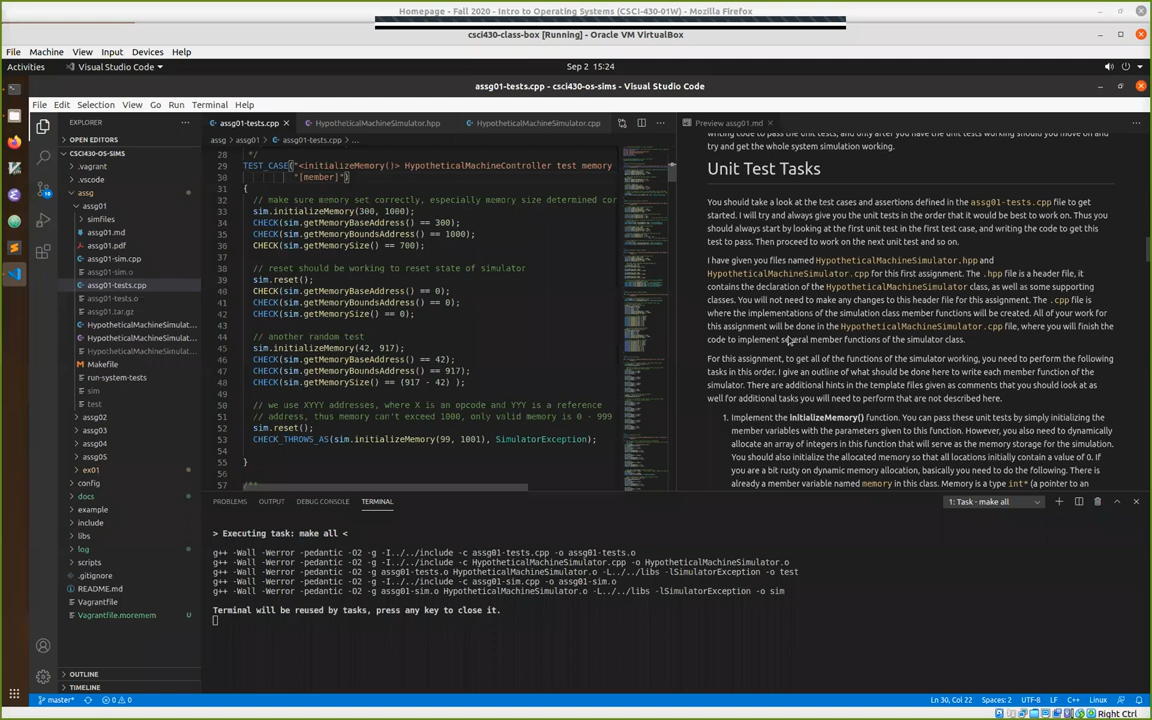 Homepage - Fall 2020 - Intro to Operating Systems (CSCI-430-01W) - Mozilla Firefox
csci430-class-box [Running] - Oracle VM VirtualBox
File Machine View Input Devices Help
Activities Visual Studio Code Sep 2 15:24
assg01-tests.cpp - csci430-os-sims - Visual Studio Code
File Edit Selection View Go Run Terminal Help
EXPLORER
OPEN EDITORS
CSCI430-OS-SIMS
.vagrant
.vscode
assg
assg01
simfiles
assg01.md
assg01.pdf
assg01-sim.cpp
assg01-sim.o
assg01-tests.cpp
assg01-tests.o
assg01.tar.gz
HypotheticalMachineSimulat...
HypotheticalMachineSimulat...
HypotheticalMachineSimulat...
Makefile
run-system-tests
sim
test
assg02
assg03
assg04
assg05
ex01
config
docs
example
include
libs
log
scripts
.gitignore
README.md
Vagrantfile
Vagrantfile.moremem
OUTLINE
TIMELINE
assg01-tests.cpp HypotheticalMachineSimulator.hpp HypotheticalMachineSimulator.cpp
assg > assg01 > assg01-tests.cpp > ...
28 */
29 TEST_CASE("<initializeMemory()> HypotheticalMachineController test memory
30 "[member]")
31 {
32 // make sure memory set correctly, especially memory size determined cor
33 sim.initializeMemory(300, 1000);
34 CHECK(sim.getMemoryBaseAddress() == 300);
35 CHECK(sim.getMemoryBoundsAddress() == 1000);
36 CHECK(sim.getMemorySize() == 700);
37
38 // reset should be working to reset state of simulator
39 sim.reset();
40 CHECK(sim.getMemoryBaseAddress() == 0);
41 CHECK(sim.getMemoryBoundsAddress() == 0);
42 CHECK(sim.getMemorySize() == 0);
43
44 // another random test
45 sim.initializeMemory(42, 917);
46 CHECK(sim.getMemoryBaseAddress() == 42);
47 CHECK(sim.getMemoryBoundsAddress() == 917);
48 CHECK(sim.getMemorySize() == (917 - 42) );
49
50 // we use XYYY addresses, where X is an opcode and YYY is a reference
51 // address, thus memory can't exceed 1000, only valid memory is 0 - 999
52 sim.reset();
53 CHECK_THROWS_AS(sim.initializeMemory(99, 1001), SimulatorException);
54
55 }
56
57 /**
Preview assg01.md
writing code to pass the unit tests, and only after you have the unit tests working should you move on and
try and get the whole system simulation working.
Unit Test Tasks
You should take a look at the test cases and assertions defined in the assg01-tests.cpp file to get
started. I will try and always give you the unit tests in the order that it would be best to work on. Thus you
should always start by looking at the first unit test in the first test case, and writing the code to get this
test to pass. Then proceed to work on the next unit test and so on.
I have given you files named HypotheticalMachineSimulator.hpp and
HypotheticalMachineSimulator.cpp for this first assignment. The .hpp file is a header file, it
contains the declaration of the HypotheticalMachineSimulator class, as well as some supporting
classes. You will not need to make any changes to this header file for this assignment. The .cpp file is
where the implementations of the simulation class member functions will be created. All of your work for
this assignment will be done in the HypotheticalMachineSimulator.cpp file, where you will finish the
code to implement several member functions of the simulator class.
For this assignment, to get all of the functions of the simulator working, you need to perform the following
tasks in this order. I give an outline of what should be done to write each member function of the
simulator. There are additional hints in the template files given as comments that you should look at as
well for additional tasks you will need to perform that are not described here.
1. Implement the initializeMemory() function. You can pass these unit tests by simply initializing the
member variables with the parameters given to this function. However, you also need to dynamically
allocate an array of integers in this function that will serve as the memory storage for the simulation.
You should also initialize the allocated memory so that all locations initially contain a value of 0. If
you are a bit rusty on dynamic memory allocation, basically you need to do the following. There is
already a member variable named memory in this class. Memory is a type int* (a pointer to an
PROBLEMS OUTPUT DEBUG CONSOLE TERMINAL 1: Task - make all
> Executing task: make all <
g++ -Wall -Werror -pedantic -O2 -g -I../../include -c assg01-tests.cpp -o assg01-tests.o
g++ -Wall -Werror -pedantic -O2 -g -I../../include -c HypotheticalMachineSimulator.cpp -o HypotheticalMachineSimulator.o
g++ -Wall -Werror -pedantic -O2 -g assg01-tests.o HypotheticalMachineSimulator.o -L../../libs -lSimulatorException -o test
g++ -Wall -Werror -pedantic -O2 -g -I../../include -c assg01-sim.cpp -o assg01-sim.o
g++ -Wall -Werror -pedantic -O2 -g assg01-sim.o HypotheticalMachineSimulator.o -L../../libs -lSimulatorException -o sim
Terminal will be reused by tasks, press any key to close it.
master* 0 0 Ln 30, Col 22 Spaces: 2 UTF-8 LF C++ Linux
Right Ctrl